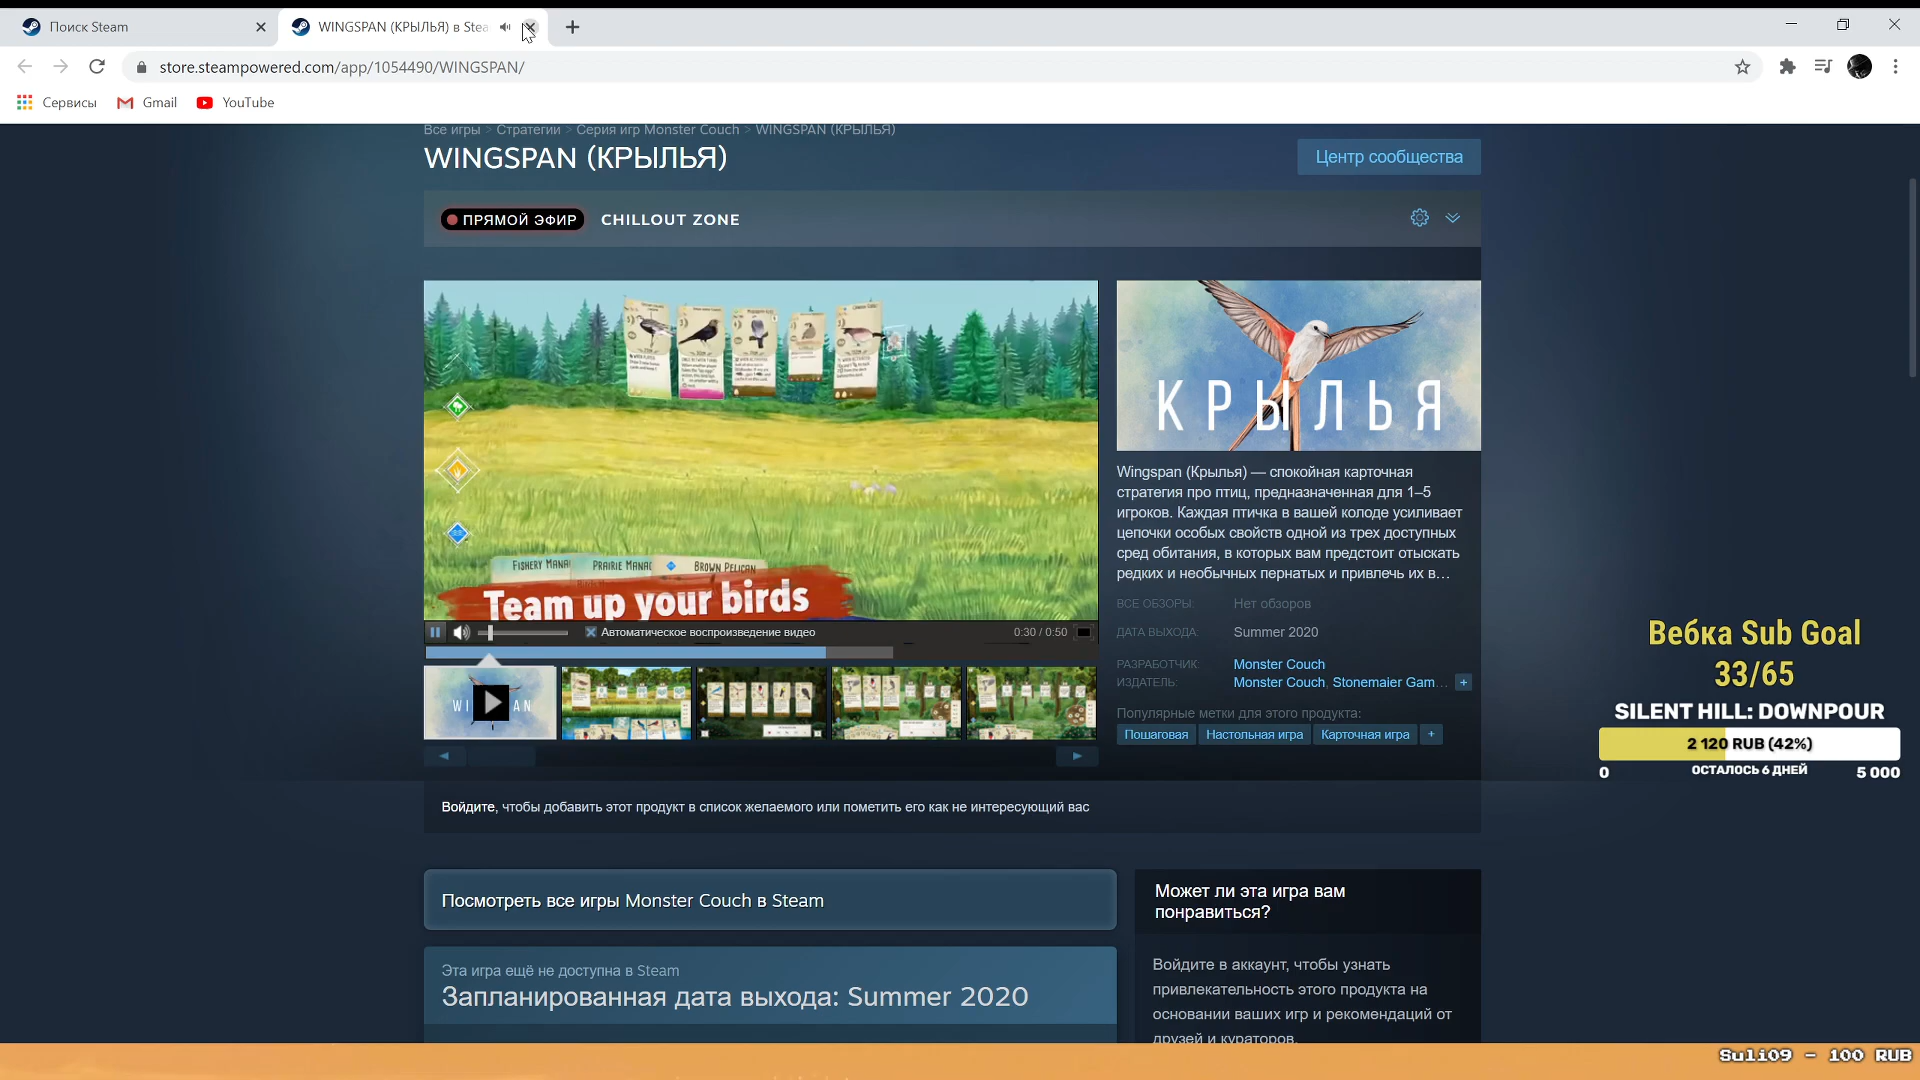 Поиск Steam
WINGSPAN (КРЫЛЬЯ) в Stea
store.steampowered.com/app/1054490/WINGSPAN/
Сервисы
Gmail
YouTube
Все игры > Стратегии > Серия игр Monster Couch > WINGSPAN (КРЫЛЬЯ)
WINGSPAN (КРЫЛЬЯ)
Центр сообщества
ПРЯМОЙ ЭФИР
CHILLOUT ZONE
FISHERY MANA
PRAIRIE MANAG
BROWN PELICAN
Team up your birds
Автоматическое воспроизведение видео
0:30 / 0:50
КРЫЛЬЯ
Wingspan (Крылья) — спокойная карточная
стратегия про птиц, предназначенная для 1–5
игроков. Каждая птичка в вашей колоде усиливает
цепочки особых свойств одной из трех доступных
сред обитания, в которых вам предстоит отыскать
редких и необычных пернатых и привлечь их в...
ВСЕ ОБЗОРЫ: Нет обзоров
ДАТА ВЫХОДА: Summer 2020
РАЗРАБОТЧИК: Monster Couch
ИЗДАТЕЛЬ: Monster Couch, Stonemaier Gam... +
Популярные метки для этого продукта:
Пошаговая Настольная игра Карточная игра +
Войдите, чтобы добавить этот продукт в список желаемого или пометить его как не интересующий вас
Посмотреть все игры Monster Couch в Steam
Эта игра ещё не доступна в Steam
Запланированная дата выхода: Summer 2020
Может ли эта игра вам
понравиться?
Войдите в аккаунт, чтобы узнать
привлекательность этого продукта на
основании ваших игр и рекомендаций от
друзей и кураторов.
Вебка Sub Goal
33/65
SILENT HILL: DOWNPOUR
2 120 RUB (42%)
0 ОСТАЛОСЬ 6 ДНЕЙ 5 000
Suli09 - 100 RUB